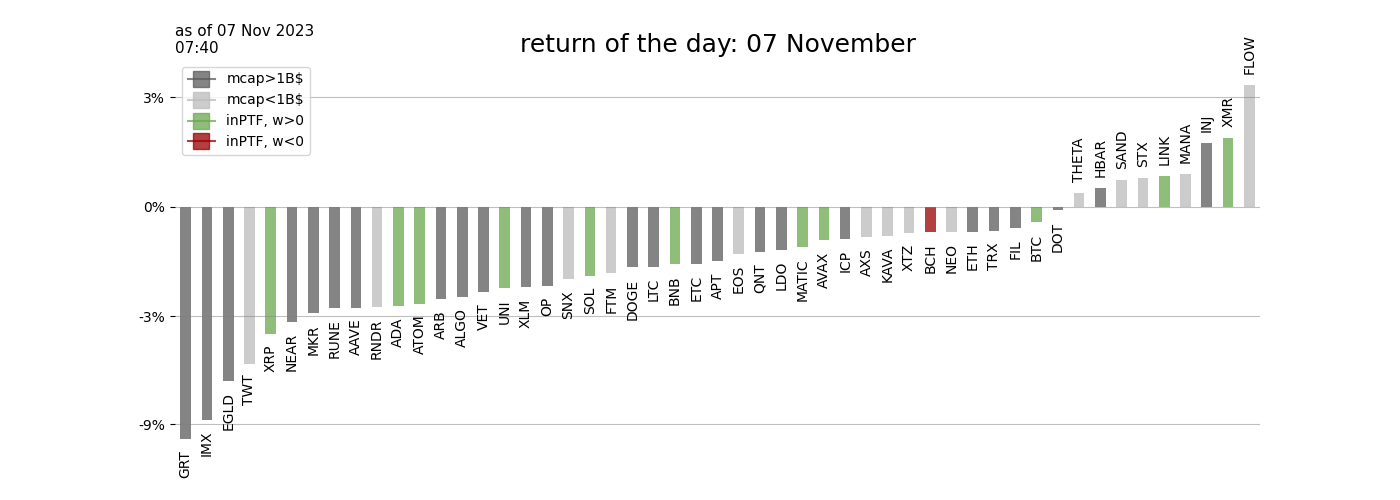 as of 07 Nov 2023
07:40
return of the day: 07 November
mcap>1B$
mcap<1B$
inPTF, w>0
inPTF, w<0
3%
0%
-3%
-9%
GRT
IMX
EGLD
TWT
XRP
NEAR
MKR
RUNE
AAVE
RNDR
ADA
ATOM
ARB
ALGO
VET
UNI
XLM
OP
SNX
SOL
FTM
DOGE
LTC
BNB
ETC
APT
EOS
QNT
LDO
MATIC
AVAX
ICP
AXS
KAVA
XTZ
BCH
NEO
ETH
TRX
FIL
BTC
DOT
THETA
HBAR
SAND
STX
LINK
MANA
INJ
XMR
FLOW